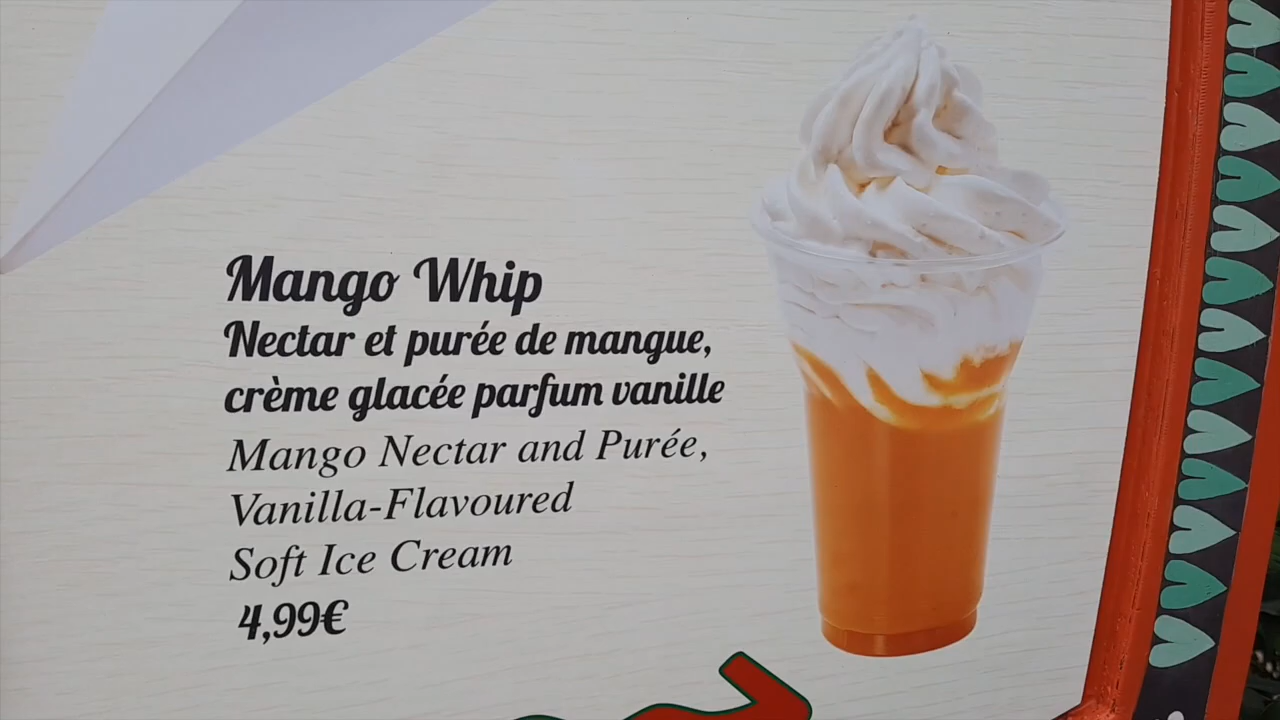 Mango Whip
Nectar et purée de mangue,
crème glacée parfum vanille
Mango Nectar and Purée,
Vanilla-Flavoured
Soft Ice Cream
4,99€